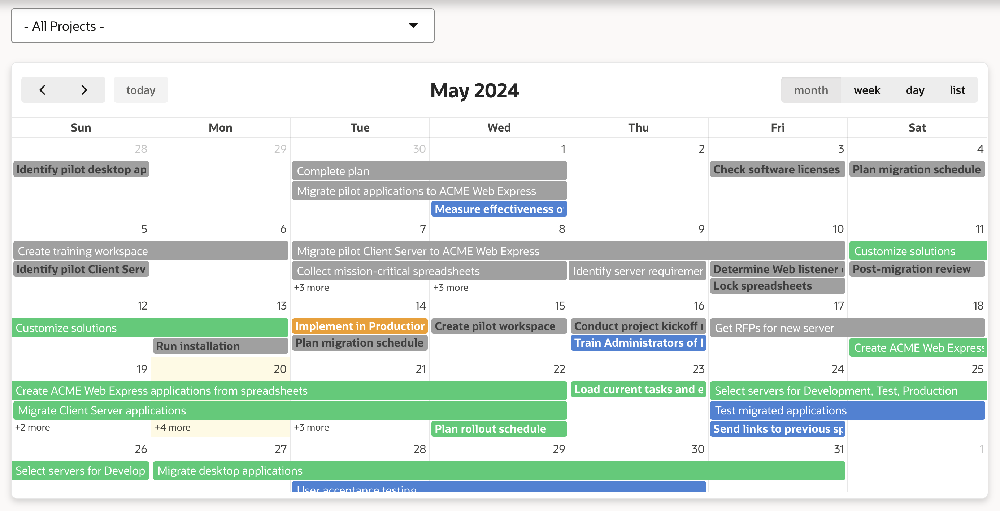 - All Projects -
today
May 2024
month week day list
Sun Mon Tue Wed Thu Fri Sat
28 29 30 1 2 3 4
Identify pilot desktop ap
Complete plan
Check software licenses
Plan migration schedule
Migrate pilot applications to ACME Web Express
Measure effectiveness
5 6 7 8 9 10 11
Create training workspace
Migrate pilot Client Server to ACME Web Express
Customize solutions
Identify pilot Client Serv
Collect mission-critical spreadsheets
Identify server
Determine Web listener
Post-migration review
+3 more
+3 more
Lock spreadsheets
12 13 14 15 16 17 18
Customize solutions
Implement in
Create pilot workspace
Conduct project kickoff
Get RFPs for new server
Run installation
Plan migration schedule
Train Administrators of
Create ACME Web Express
19 20 21 22 23 24 25
Create ACME Web Express applications from spreadsheets
Load current tasks and e
Select servers for Development, Test, Production
Migrate Client Server applications
Test migrated applications
+2 more
+4 more
+3 more
Plan rollout schedule
Send links to previous
26 27 28 29 30 31 1
Select servers for Develop
Migrate desktop applications
User acceptance testing